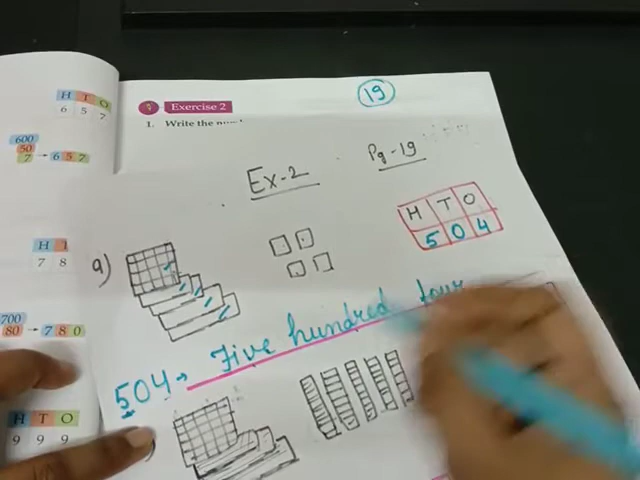 H T O
6 5 7
600
50
7 → 6 5 7
H T
7 8
700
80 → 7 8 0
H T O
9 9 9
Exercise 2
19
1. Write the
Ex-2
Pg-19
H T O
5 0 4
a)
504 → Five hundred four